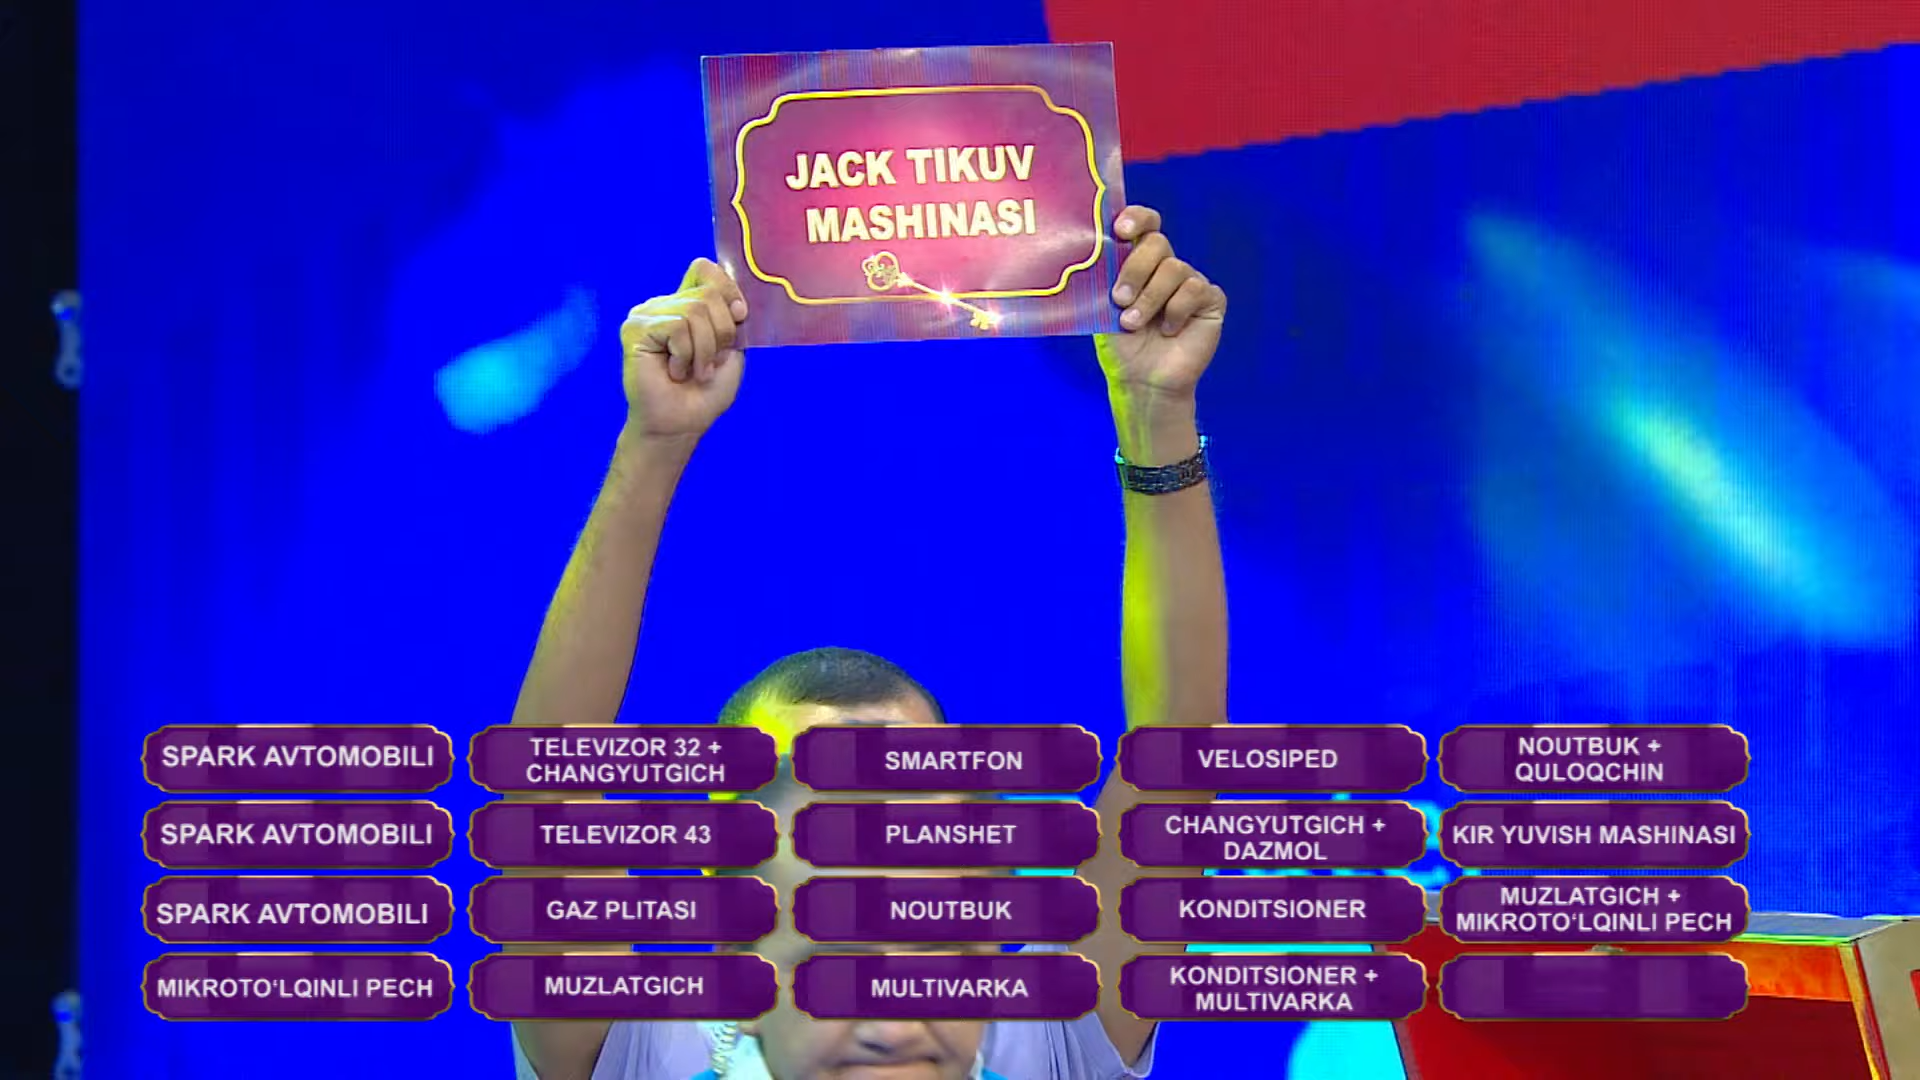 JACK TIKUV
MASHINASI
SPARK AVTOMOBILI
TELEVIZOR 32 +
CHANGYUTGICH
SMARTFON
VELOSIPED
NOUTBUK +
QULOQCHIN
SPARK AVTOMOBILI
TELEVIZOR 43
PLANSHET
CHANGYUTGICH +
DAZMOL
KIR YUVISH MASHINASI
SPARK AVTOMOBILI
GAZ PLITASI
NOUTBUK
KONDITSIONER
MUZLATGICH +
MIKROTO‘LQINLI PECH
MIKROTO‘LQINLI PECH
MUZLATGICH
MULTIVARKA
KONDITSIONER +
MULTIVARKA